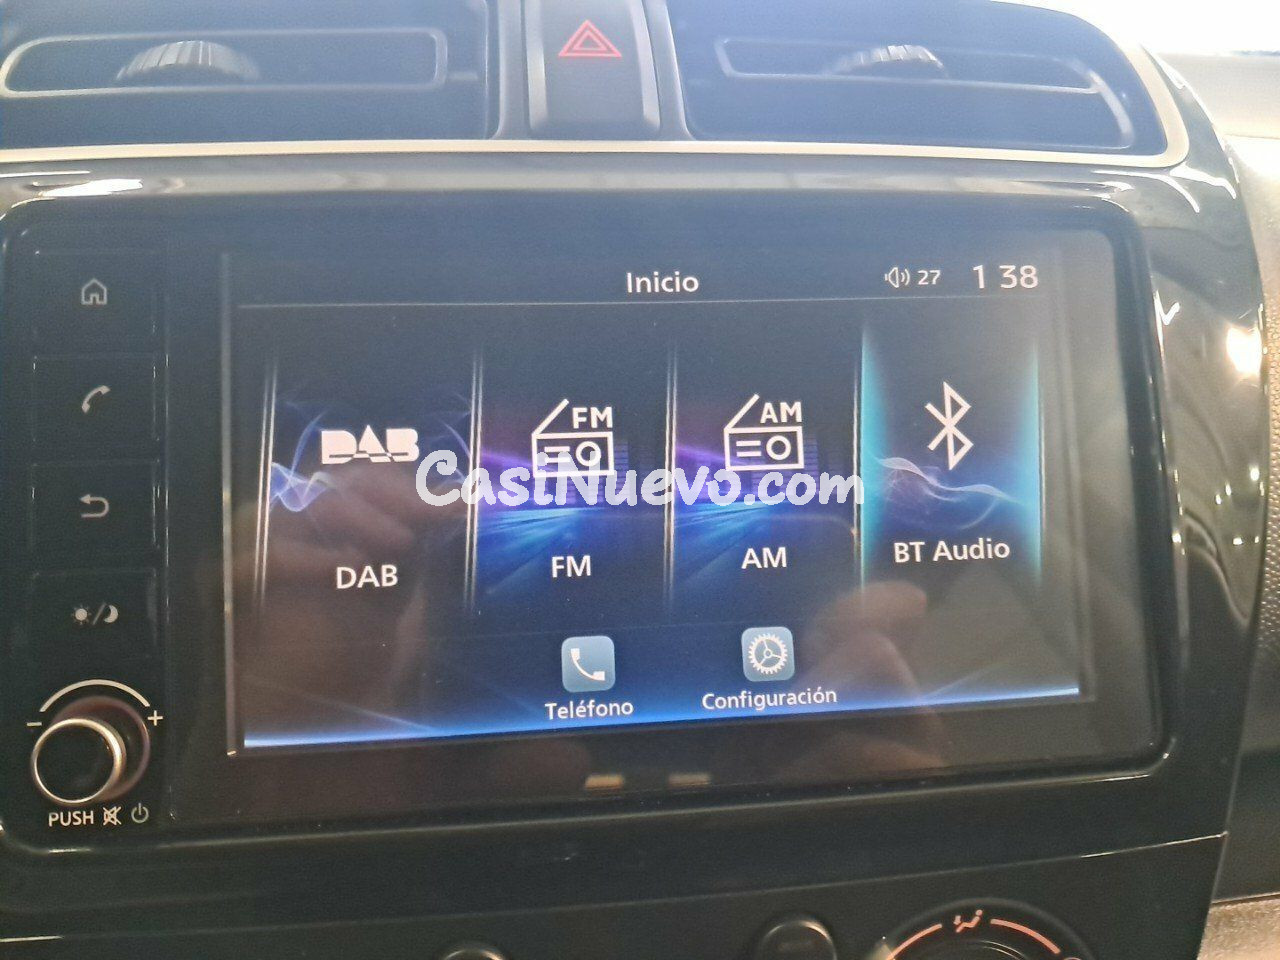 Inicio
27
1 38
DAB
FM
AM
CasiNuevo.com
DAB
FM
AM
BT Audio
Teléfono
Configuración
- +
PUSH